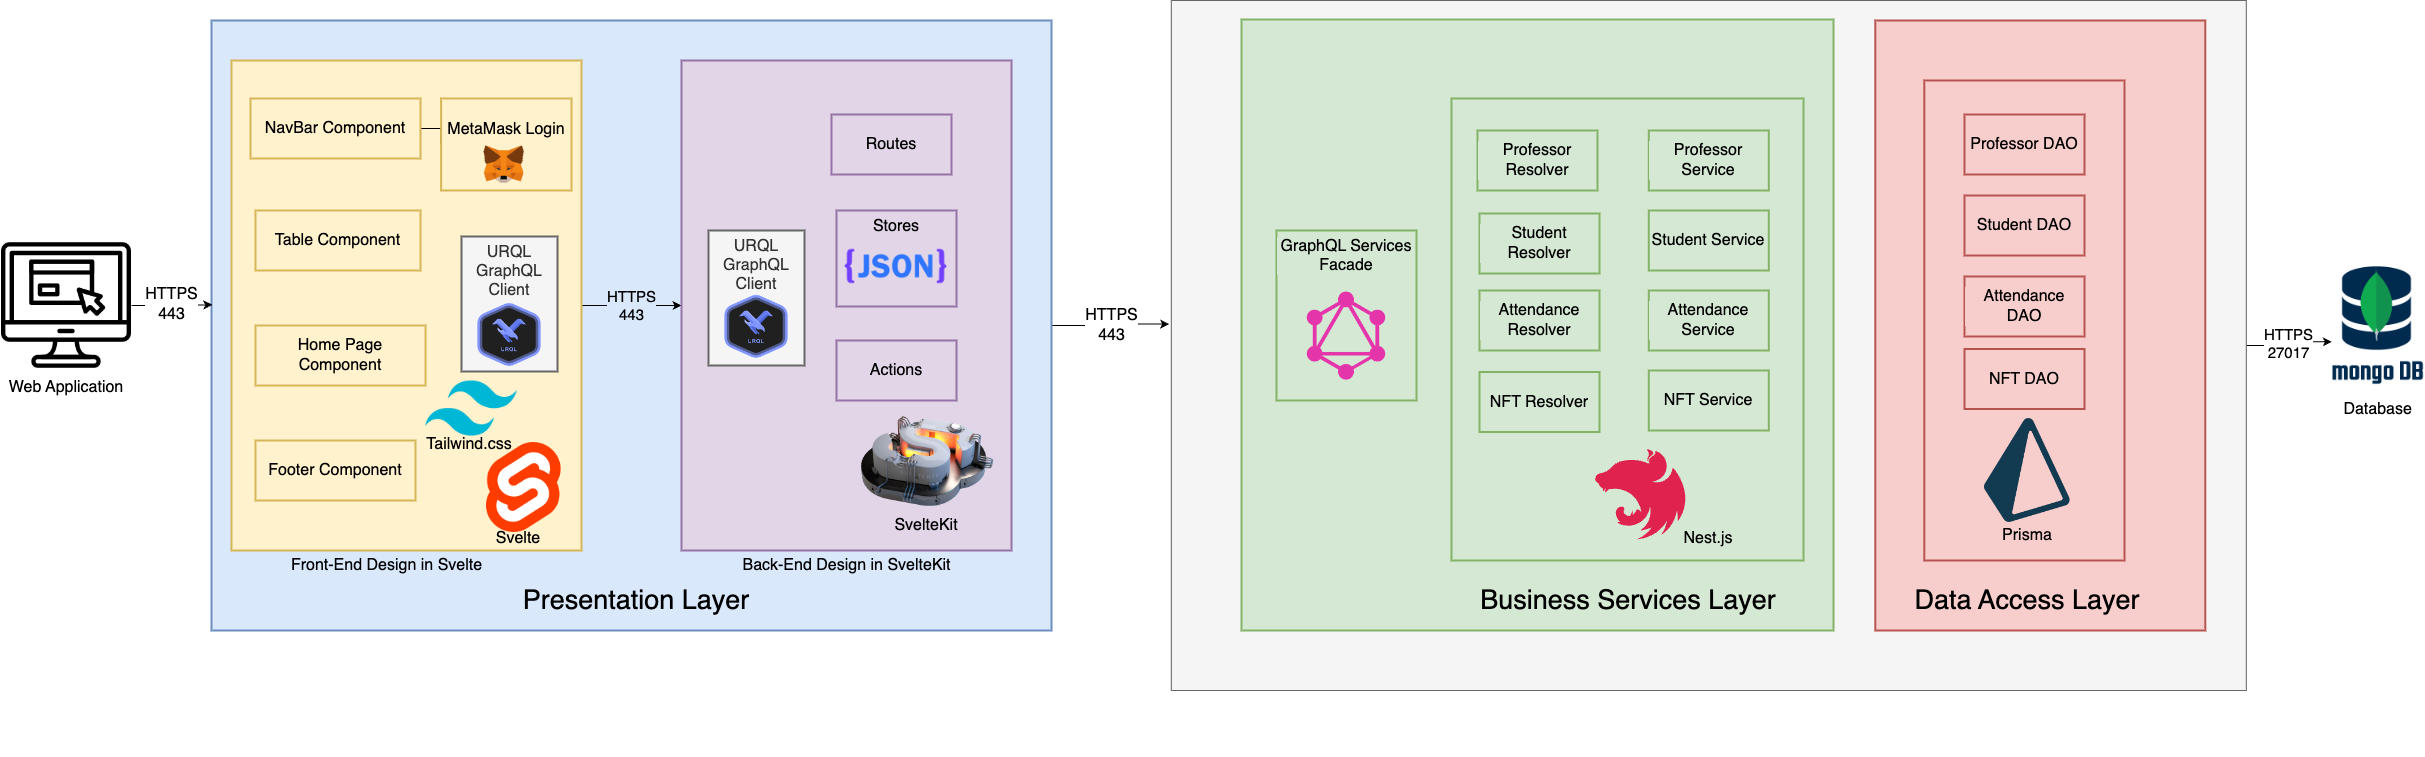 Web Application
HTTPS
443
NavBar Component
MetaMask Login
Table Component
URQL
GraphQL
Client
LRQL
Home Page
Component
Tailwind.css
Footer Component
Svelte
Front-End Design in Svelte
HTTPS
443
Routes
URQL
GraphQL
Client
LRQL
Stores
{JSON}
Actions
SvelteKit
Back-End Design in SvelteKit
Presentation Layer
HTTPS
443
GraphQL Services
Facade
Professor
Resolver
Professor
Service
Student
Resolver
Student Service
Attendance
Resolver
Attendance
Service
NFT Resolver
NFT Service
Nest.js
Business Services Layer
Professor DAO
Student DAO
Attendance
DAO
NFT DAO
Prisma
Data Access Layer
HTTPS
27017
mongo DB
Database